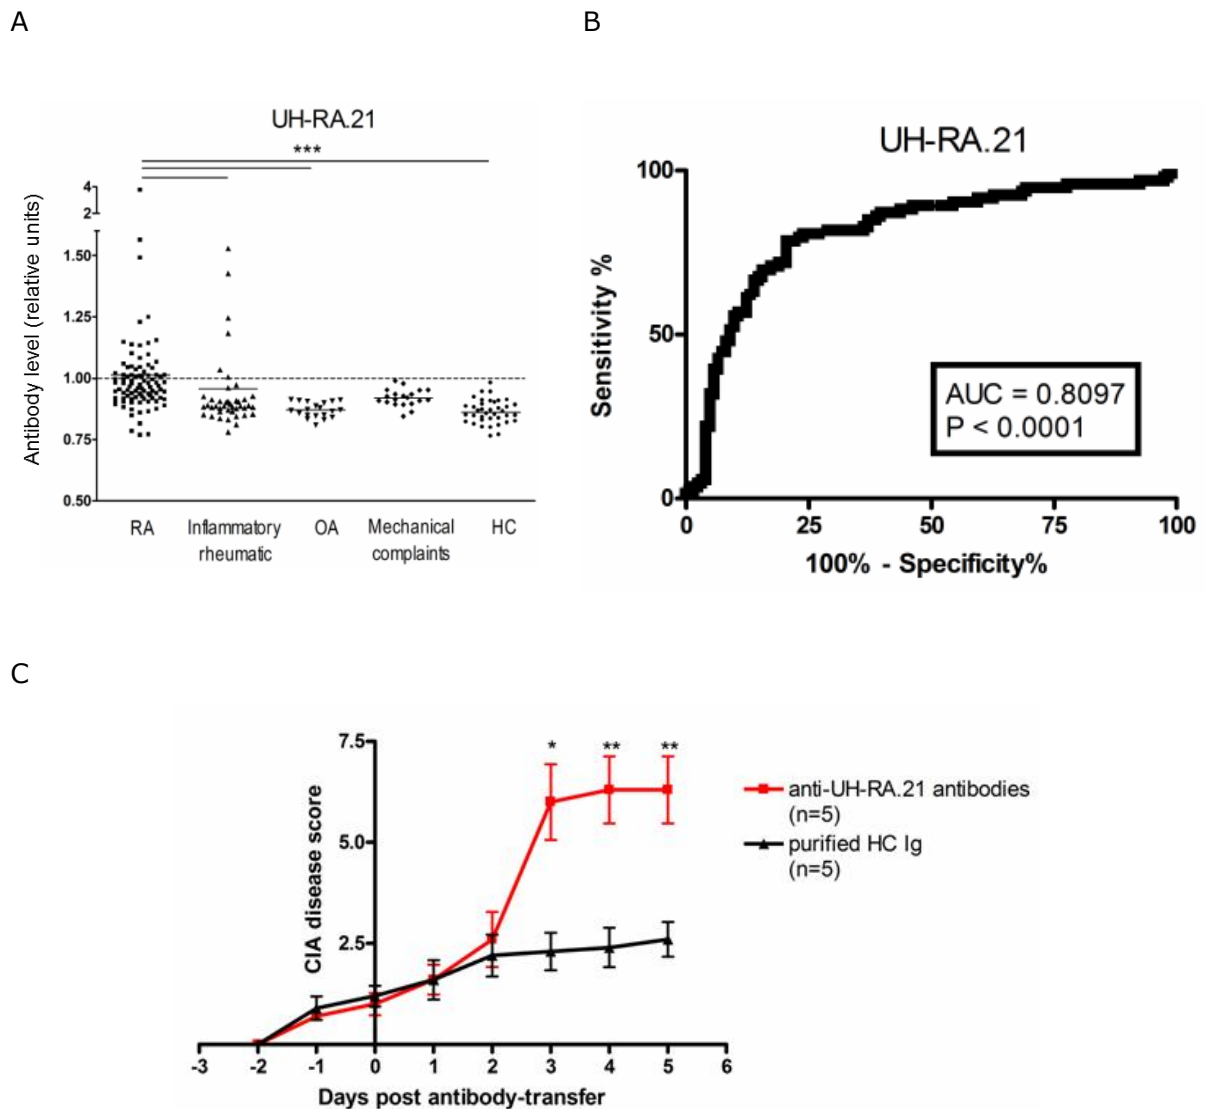 A
B
UH-RA.21
***
Antibody level (relative units)
4
2
1.50
1.25
1.00
0.75
0.50
RA
Inflammatory
rheumatic
OA
Mechanical
complaints
HC
UH-RA.21
Sensitivity %
100
50
0
AUC = 0.8097
P < 0.0001
0
25
50
75
100
100% - Specificity%
C
CIA disease score
7.5
5.0
2.5
*
**
**
anti-UH-RA.21 antibodies
(n=5)
purified HC Ig
(n=5)
-3
-2
-1
0
1
2
3
4
5
6
Days post antibody-transfer